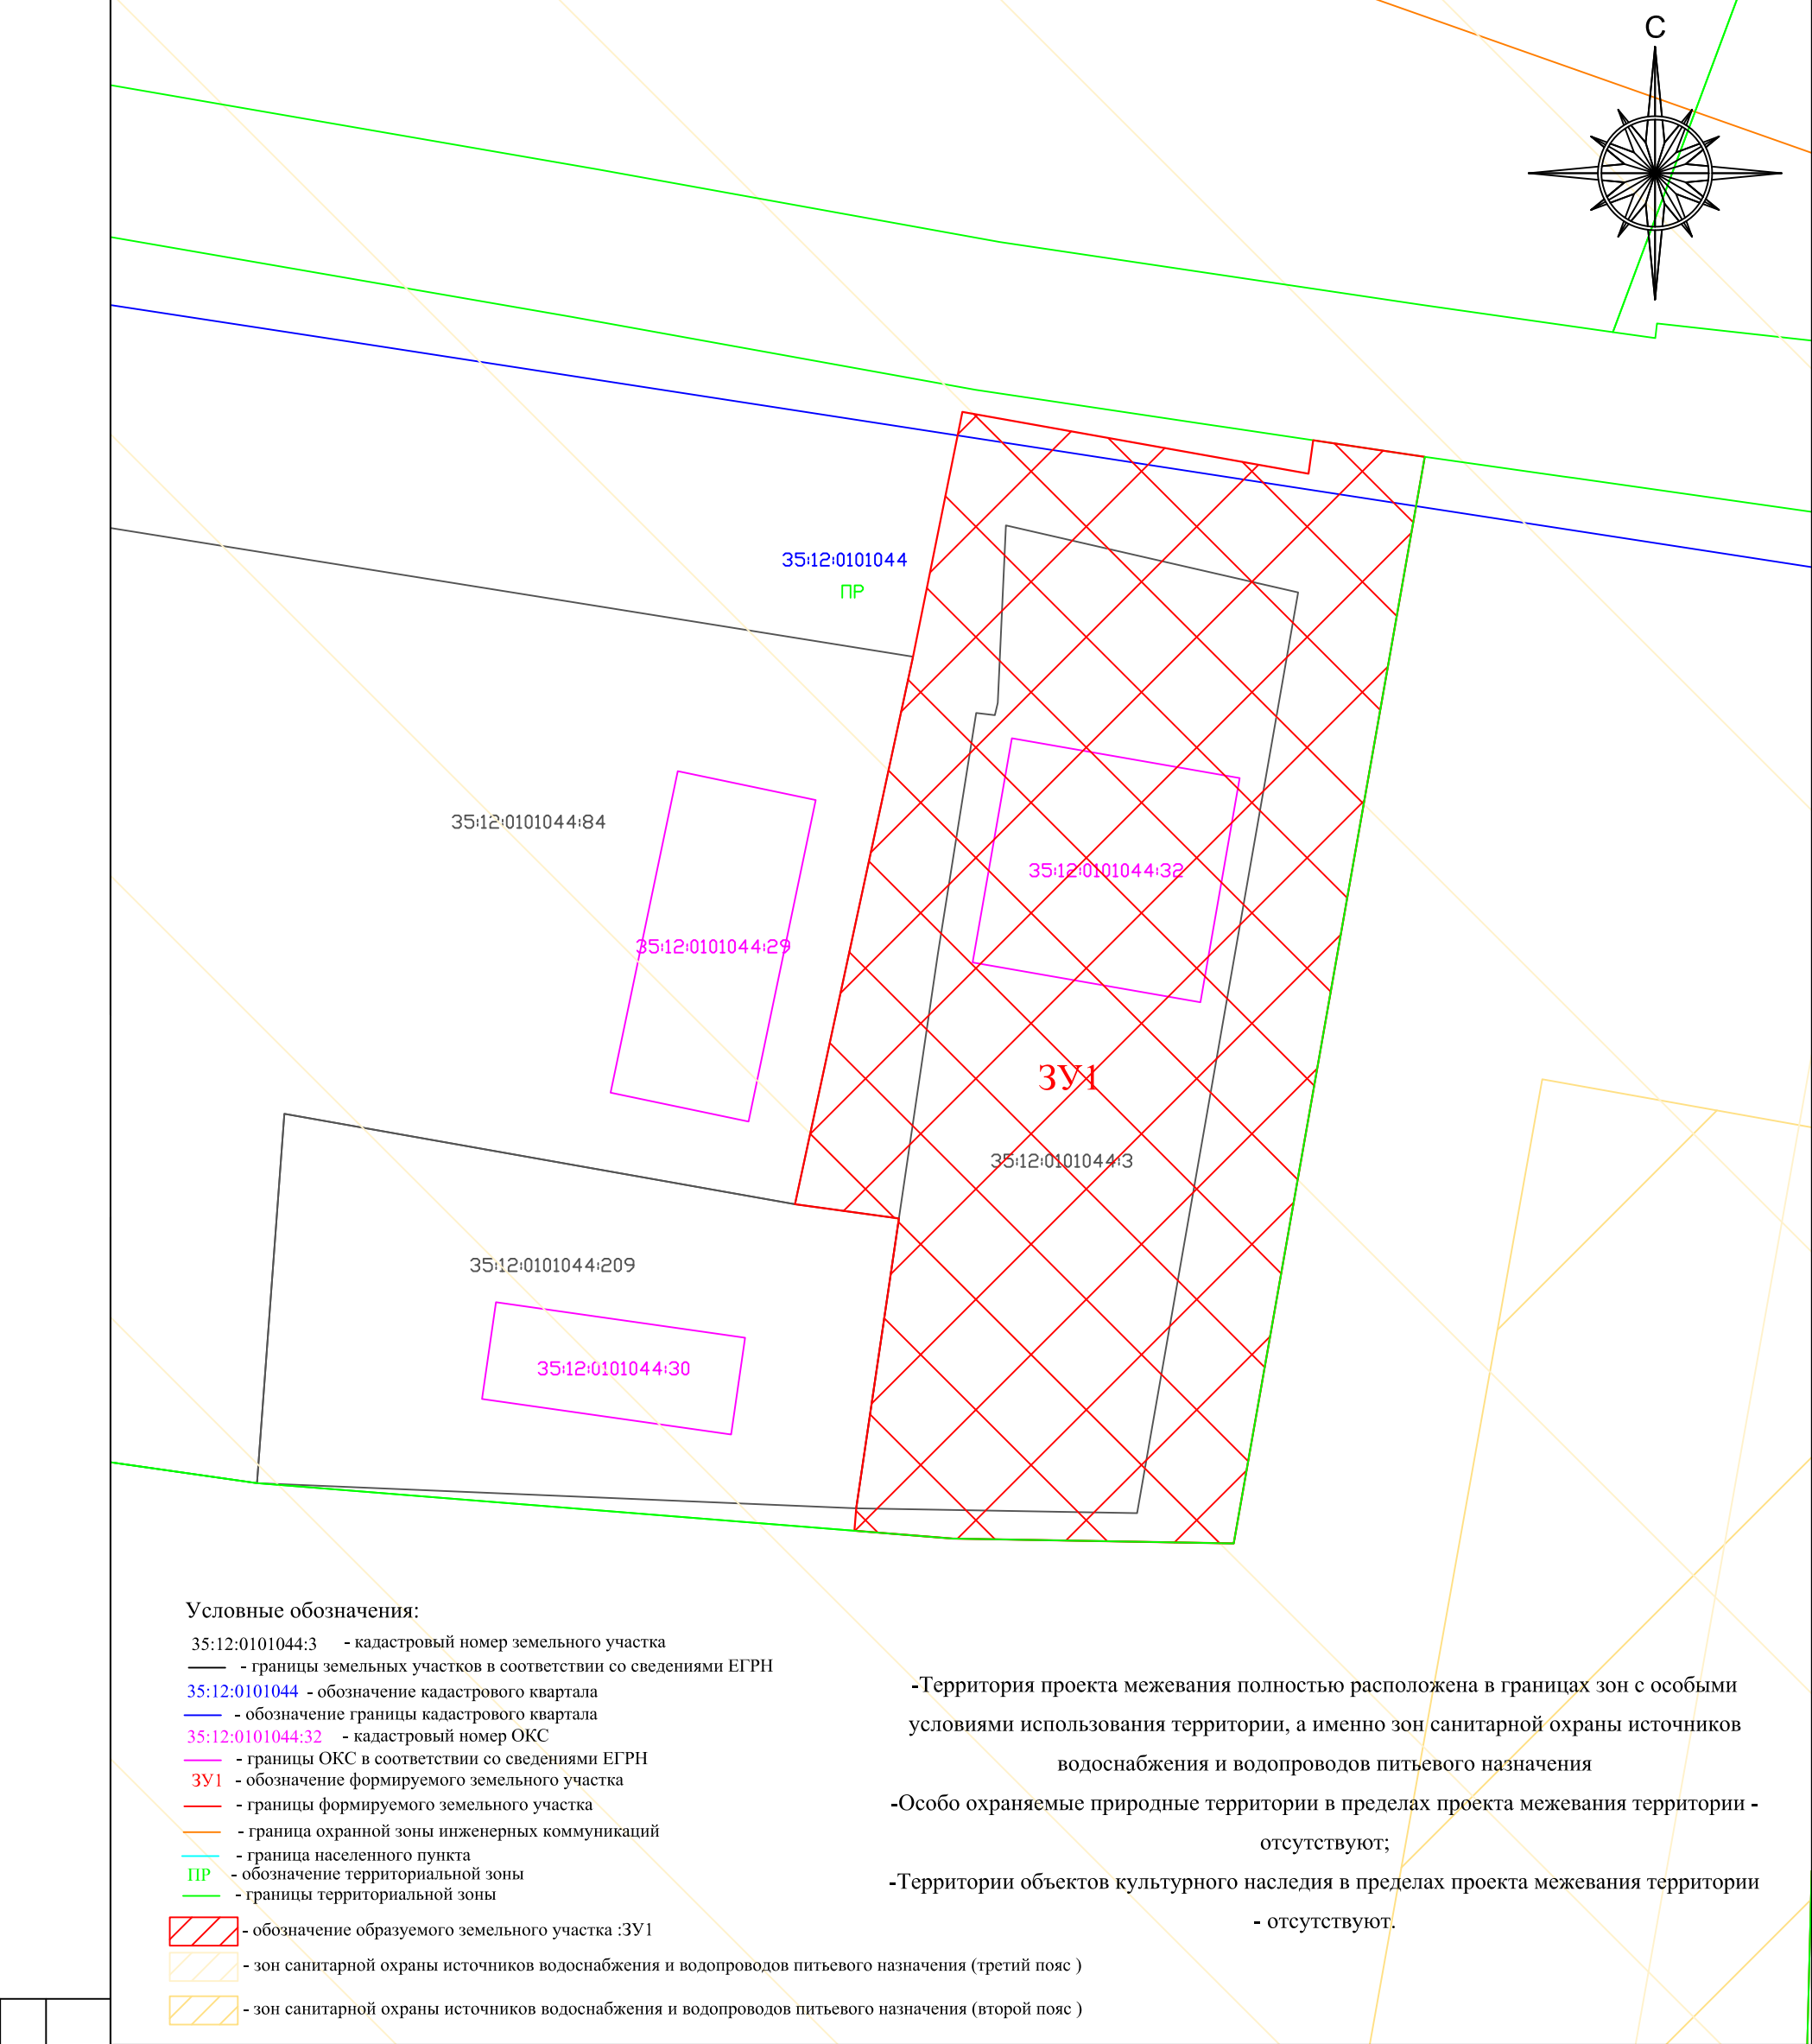 С
35:12:0101044
ПР
35:12:0101044:84
35:12:0101044:32
35:12:0101044:29
ЗУ1
35:12:0101044:3
35:12:0101044:209
35:12:0101044:30
Условные обозначения:
35:12:0101044:3 - кадастровый номер земельного участка
- границы земельных участков в соответствии со сведениями ЕГРН
35:12:0101044 - обозначение кадастрового квартала
- обозначение границы кадастрового квартала
35:12:0101044:32 - кадастровый номер ОКС
- границы ОКС в соответствии со сведениями ЕГРН
ЗУ1 - обозначение формируемого земельного участка
- границы формируемого земельного участка
- граница охранной зоны инженерных коммуникаций
- граница населенного пункта
ПР - обозначение территориальной зоны
- границы территориальной зоны
- обозначение образуемого земельного участка :ЗУ1
- зон санитарной охраны источников водоснабжения и водопроводов питьевого назначения (третий пояс )
- зон санитарной охраны источников водоснабжения и водопроводов питьевого назначения (второй пояс )
-Территория проекта межевания полностью расположена в границах зон с особыми
условиями использования территории, а именно зон санитарной охраны источников
водоснабжения и водопроводов питьевого назначения
-Особо охраняемые природные территории в пределах проекта межевания территории -
отсутствуют;
-Территории объектов культурного наследия в пределах проекта межевания территории
- отсутствуют.